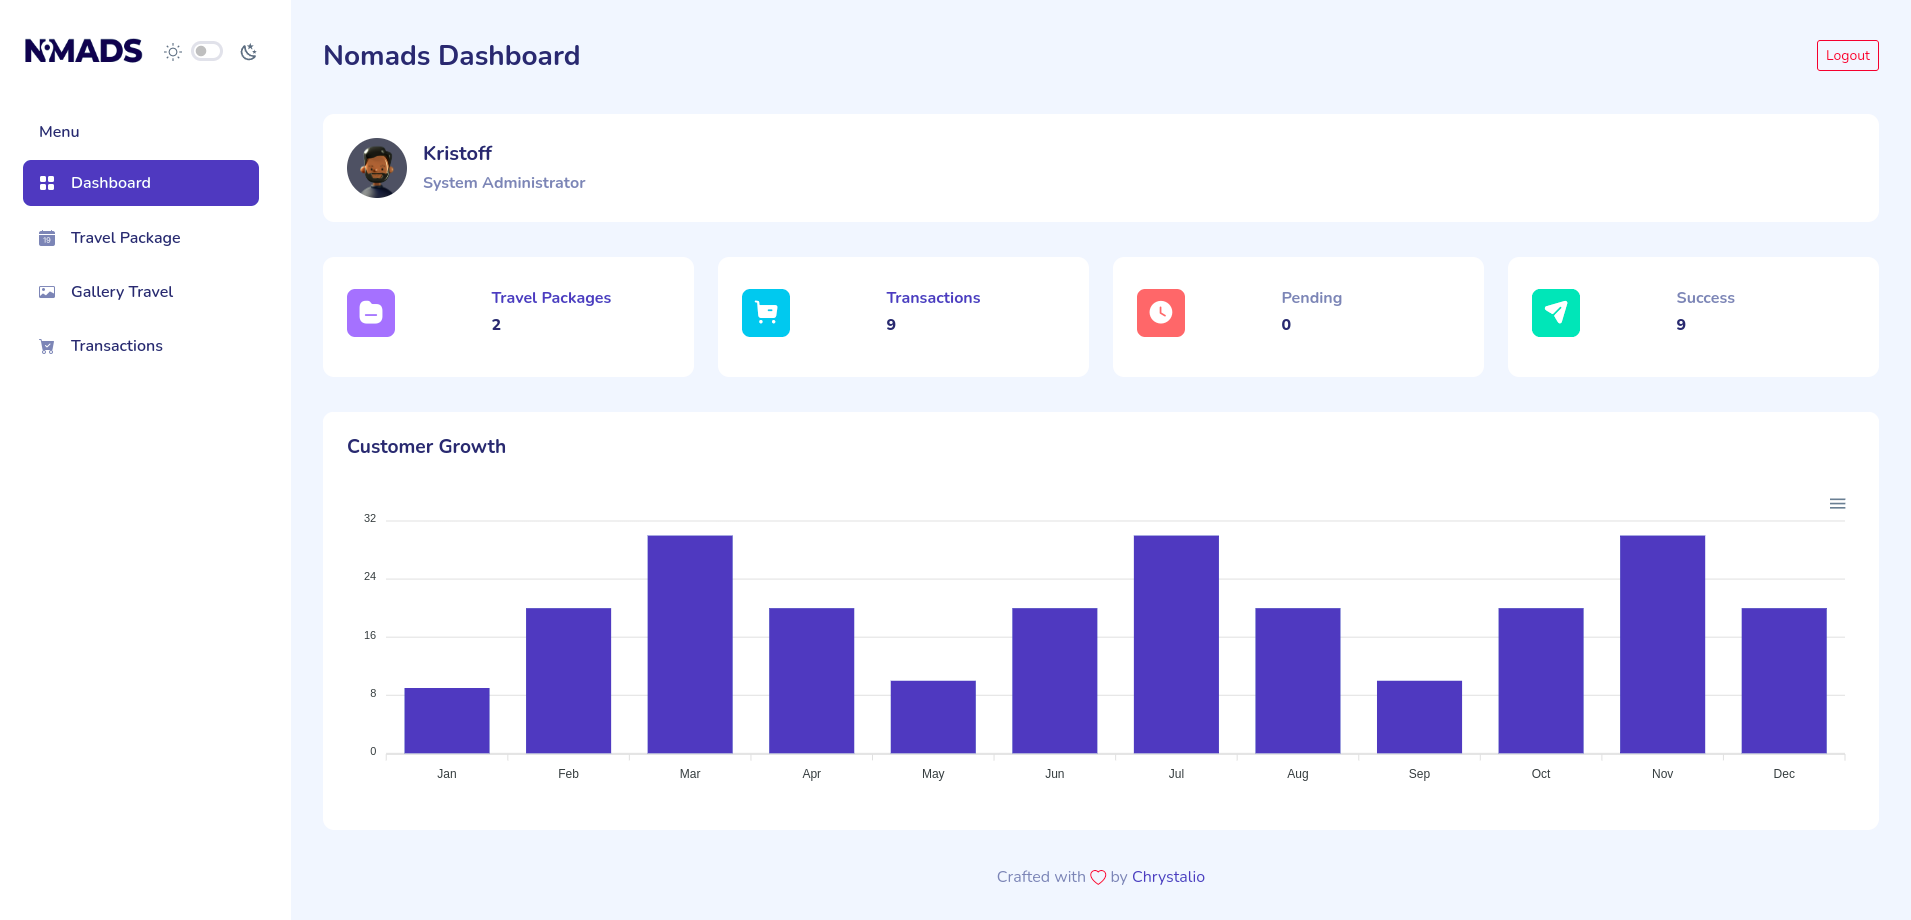 NOMADS
Menu
Dashboard
Travel Package
Gallery Travel
Transactions
Nomads Dashboard
Logout
Kristoff
System Administrator
Travel Packages
2
Transactions
9
Pending
0
Success
9
Customer Growth
32
24
16
8
0
Jan Feb Mar Apr May Jun Jul Aug Sep Oct Nov Dec
Crafted with by Chrystalio